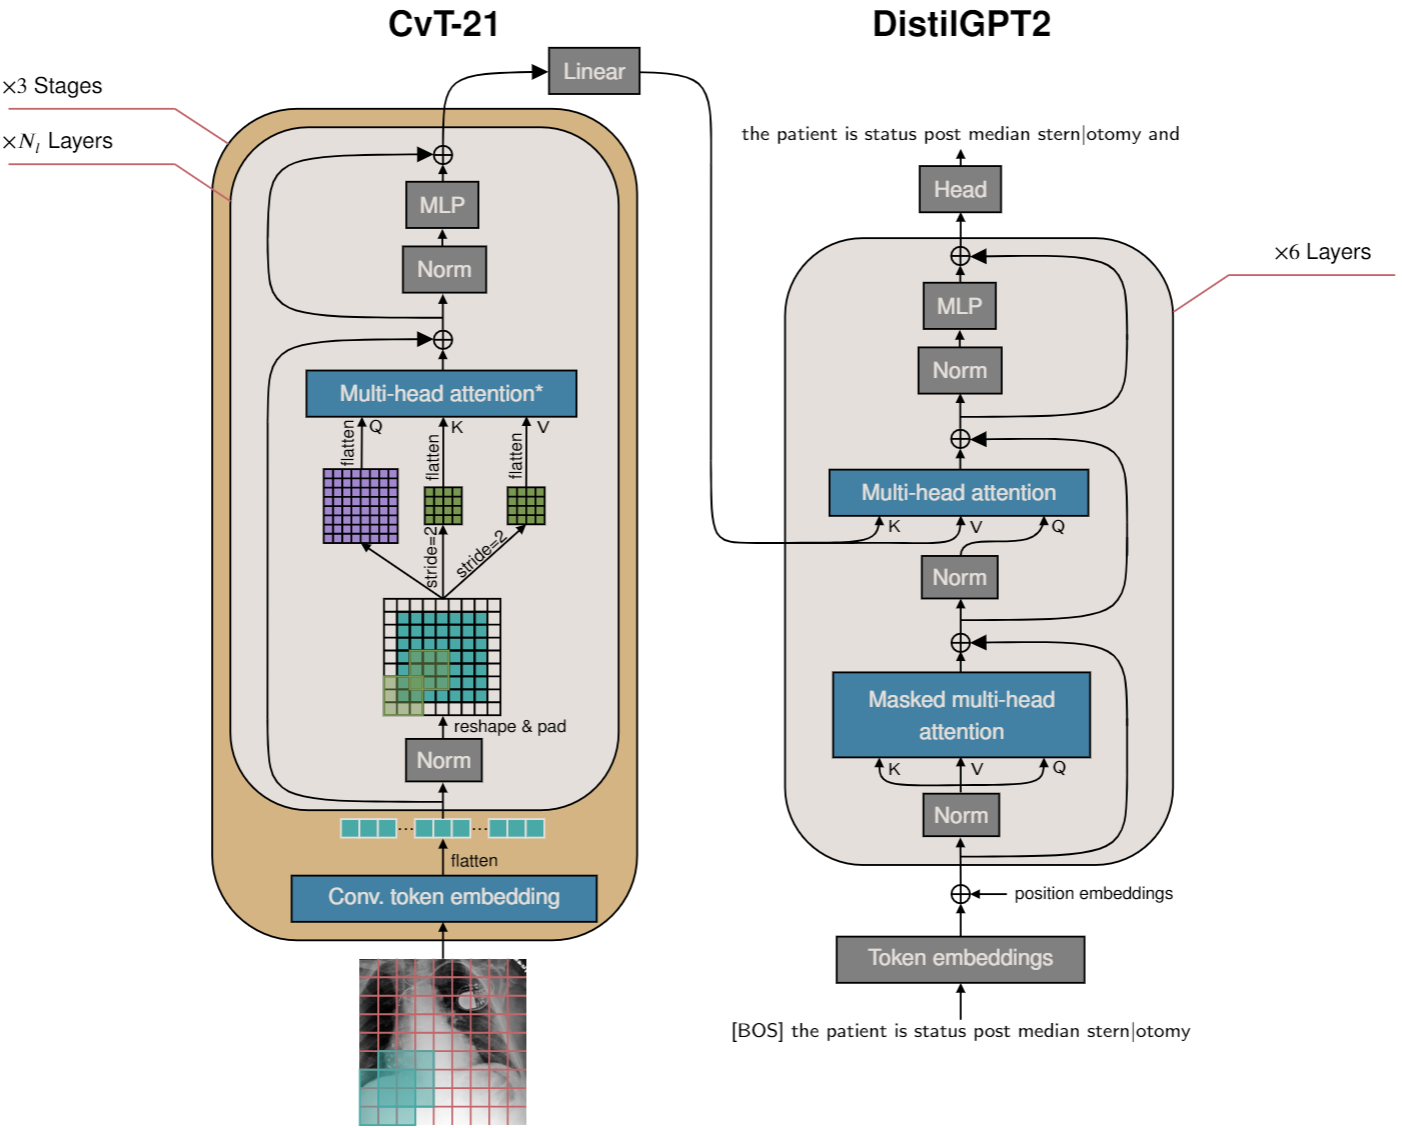 CvT-21
DistilGPT2
×3 Stages
×N_l Layers
Linear
MLP
Norm
Multi-head attention*
flatten
Q
flatten
K
flatten
V
stride=2
stride=2
reshape & pad
Norm
flatten
Conv. token embedding
the patient is status post median stern|otomy and
Head
×6 Layers
MLP
Norm
Multi-head attention
K
V
Q
Norm
Masked multi-head
attention
K
V
Q
Norm
position embeddings
Token embeddings
[BOS] the patient is status post median stern|otomy